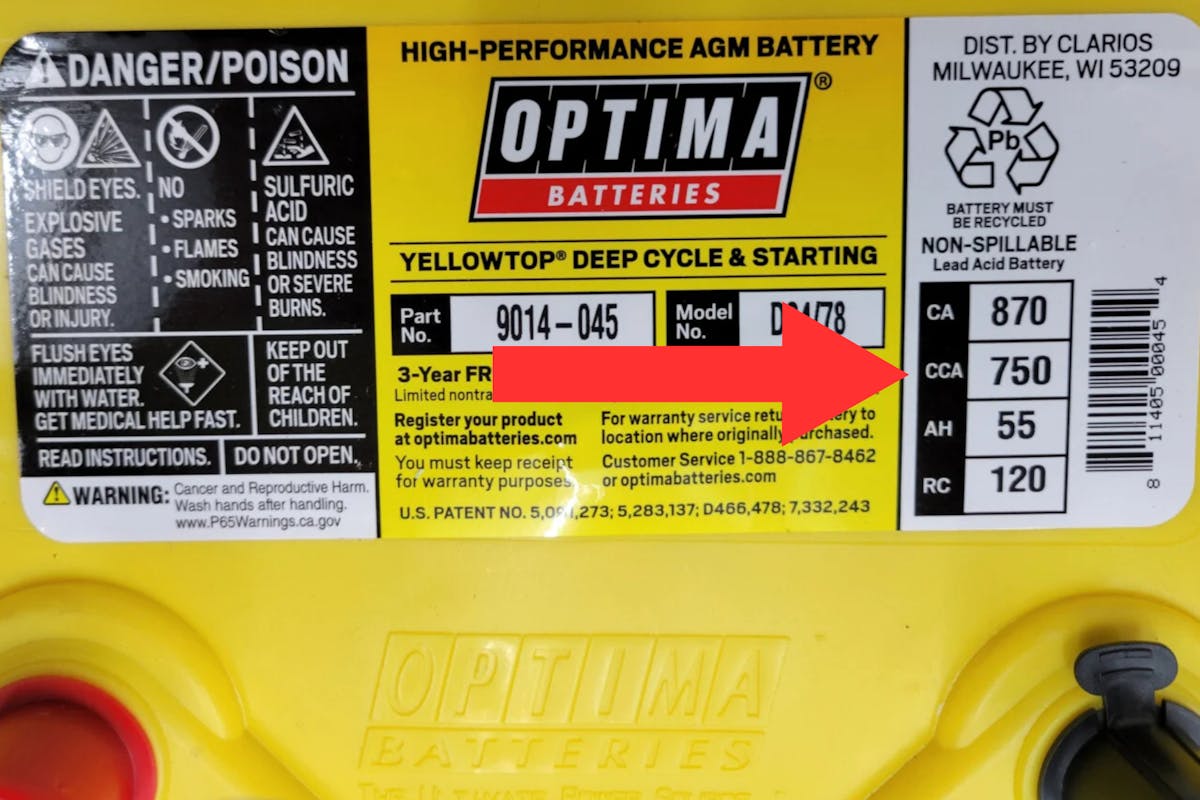 DANGER/POISON
SHIELD EYES.
EXPLOSIVE
GASES
CAN CAUSE
BLINDNESS
OR INJURY.
NO
• SPARKS
• FLAMES
• SMOKING
SULFURIC
ACID
CAN CAUSE
BLINDNESS
OR SEVERE
BURNS.
FLUSH EYES
IMMEDIATELY
WITH WATER.
GET MEDICAL HELP FAST.
KEEP OUT
OF THE
REACH OF
CHILDREN.
READ INSTRUCTIONS.
DO NOT OPEN.
WARNING: Cancer and Reproductive Harm.
Wash hands after handling.
www.P65Warnings.ca.gov
HIGH-PERFORMANCE AGM BATTERY
OPTIMA®
BATTERIES
YELLOWTOP® DEEP CYCLE & STARTING
Part No. 9014-045
Model No.
3-Year
Limited
Register your product
at optimabatteries.com
You must keep receipt
for warranty purposes.
For warranty service
location where originally
Customer Service 1-888-867-8462
or optimabatteries.com
U.S. PATENT NO. 5,283,137; D466,478; 7,332,243
DIST. BY CLARIOS
MILWAUKEE, WI 53209
Pb
BATTERY MUST
BE RECYCLED
NON-SPILLABLE
Lead Acid Battery
CA 870
CCA 750
AH 55
RC 120
8 11405 00045 4
OPTIMA
BATTERIES